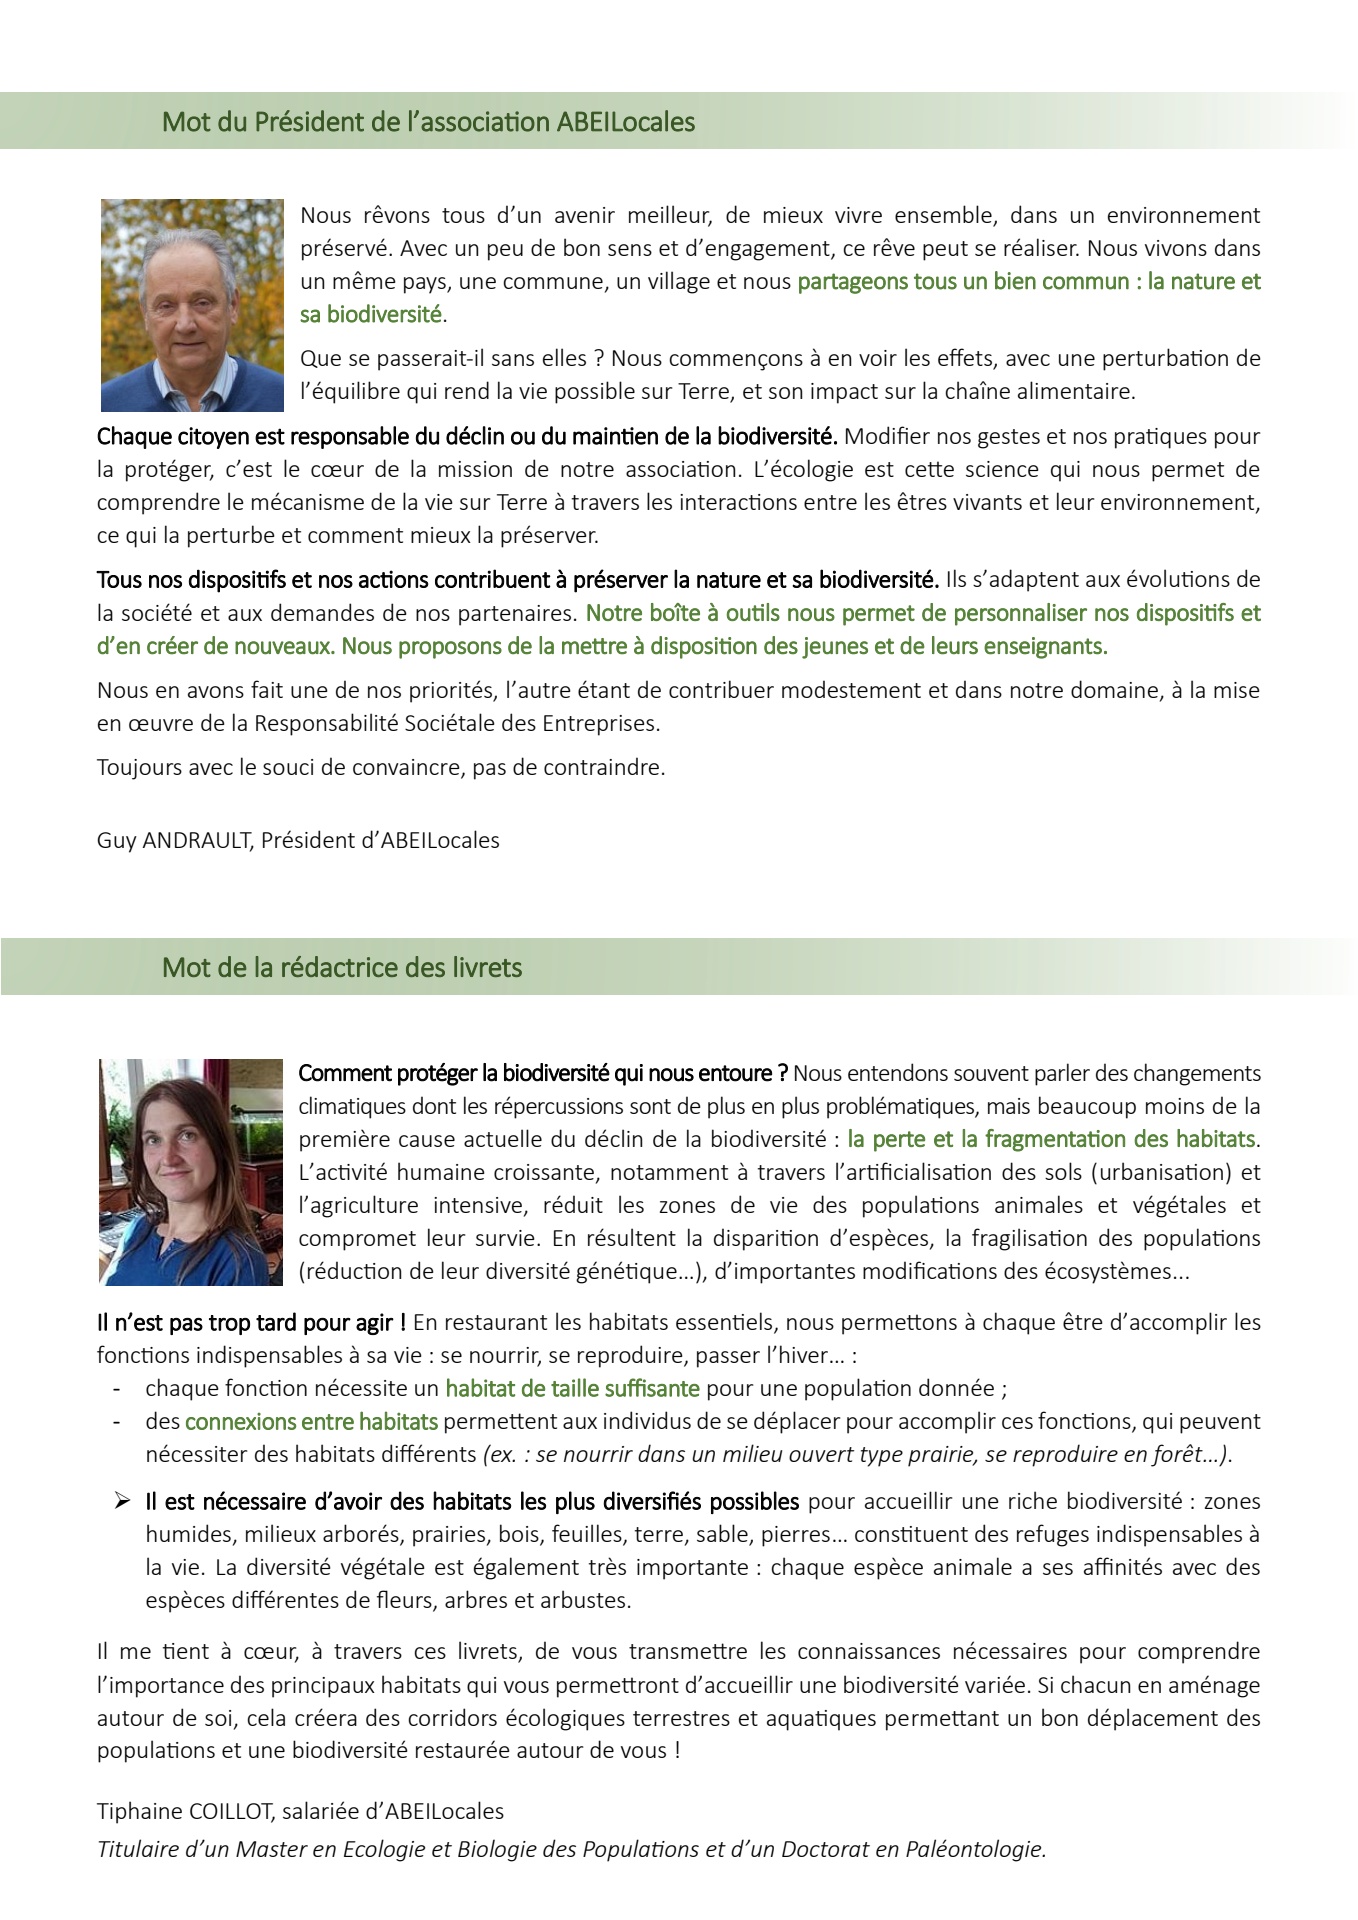 Mot du Président de l’association ABEILocales
Nous rêvons tous d’un avenir meilleur, de mieux vivre ensemble, dans un environnement
préservé. Avec un peu de bon sens et d’engagement, ce rêve peut se réaliser. Nous vivons dans
un même pays, une commune, un village et nous partageons tous un bien commun : la nature et
sa biodiversité.
Que se passerait-il sans elles ? Nous commençons à en voir les effets, avec une perturbation de
l’équilibre qui rend la vie possible sur Terre, et son impact sur la chaîne alimentaire.
Chaque citoyen est responsable du déclin ou du maintien de la biodiversité. Modifier nos gestes et nos pratiques pour
la protéger, c’est le cœur de la mission de notre association. L’écologie est cette science qui nous permet de
comprendre le mécanisme de la vie sur Terre à travers les interactions entre les êtres vivants et leur environnement,
ce qui la perturbe et comment mieux la préserver.
Tous nos dispositifs et nos actions contribuent à préserver la nature et sa biodiversité. Ils s’adaptent aux évolutions de
la société et aux demandes de nos partenaires. Notre boîte à outils nous permet de personnaliser nos dispositifs et
d’en créer de nouveaux. Nous proposons de la mettre à disposition des jeunes et de leurs enseignants.
Nous en avons fait une de nos priorités, l’autre étant de contribuer modestement et dans notre domaine, à la mise
en œuvre de la Responsabilité Sociétale des Entreprises.
Toujours avec le souci de convaincre, pas de contraindre.
Guy ANDRAULT, Président d’ABEILocales
Mot de la rédactrice des livrets
Comment protéger la biodiversité qui nous entoure ? Nous entendons souvent parler des changements
climatiques dont les répercussions sont de plus en plus problématiques, mais beaucoup moins de la
première cause actuelle du déclin de la biodiversité : la perte et la fragmentation des habitats.
L’activité humaine croissante, notamment à travers l’artificialisation des sols (urbanisation) et
l’agriculture intensive, réduit les zones de vie des populations animales et végétales et
compromet leur survie. En résultent la disparition d’espèces, la fragilisation des populations
(réduction de leur diversité génétique…), d’importantes modifications des écosystèmes...
Il n’est pas trop tard pour agir ! En restaurant les habitats essentiels, nous permettons à chaque être d’accomplir les
fonctions indispensables à sa vie : se nourrir, se reproduire, passer l’hiver… :
- chaque fonction nécessite un habitat de taille suffisante pour une population donnée ;
- des connexions entre habitats permettent aux individus de se déplacer pour accomplir ces fonctions, qui peuvent
nécessiter des habitats différents (ex. : se nourrir dans un milieu ouvert type prairie, se reproduire en forêt…).
➢ Il est nécessaire d’avoir des habitats les plus diversifiés possibles pour accueillir une riche biodiversité : zones
humides, milieux arborés, prairies, bois, feuilles, terre, sable, pierres… constituent des refuges indispensables à
la vie. La diversité végétale est également très importante : chaque espèce animale a ses affinités avec des
espèces différentes de fleurs, arbres et arbustes.
Il me tient à cœur, à travers ces livrets, de vous transmettre les connaissances nécessaires pour comprendre
l’importance des principaux habitats qui vous permettront d’accueillir une biodiversité variée. Si chacun en aménage
autour de soi, cela créera des corridors écologiques terrestres et aquatiques permettant un bon déplacement des
populations et une biodiversité restaurée autour de vous !
Tiphaine COILLOT, salariée d’ABEILocales
Titulaire d’un Master en Ecologie et Biologie des Populations et d’un Doctorat en Paléontologie.